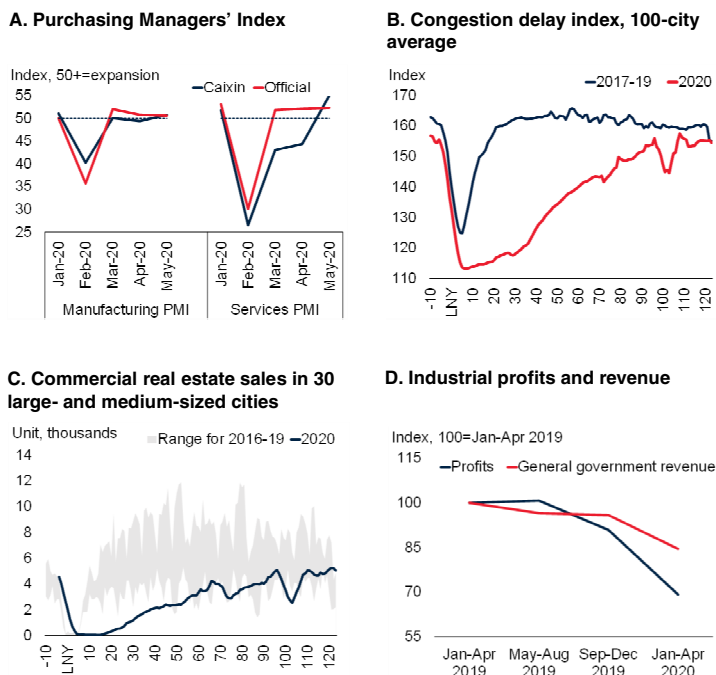 A. Purchasing Managers' Index
Index, 50+=expansion
Caixin Official
55
50
45
40
35
30
25
Jan-20
Feb-20
Mar-20
Apr-20
May-20
Jan-20
Feb-20
Mar-20
Apr-20
May-20
Manufacturing PMI
Services PMI
B. Congestion delay index, 100-city
average
Index
2017-19 2020
170
160
150
140
130
120
110
-10
LNY
10
20
30
40
50
60
70
80
90
100
110
120
C. Commercial real estate sales in 30
large- and medium-sized cities
Unit, thousands
Range for 2016-19 2020
14
12
10
8
6
4
2
0
-10
LNY
10
20
30
40
50
60
70
80
90
100
110
120
D. Industrial profits and revenue
Index, 100=Jan-Apr 2019
115
Profits General government revenue
100
85
70
55
Jan-Apr May-Aug Sep-Dec Jan-Apr
2019 2019 2019 2020